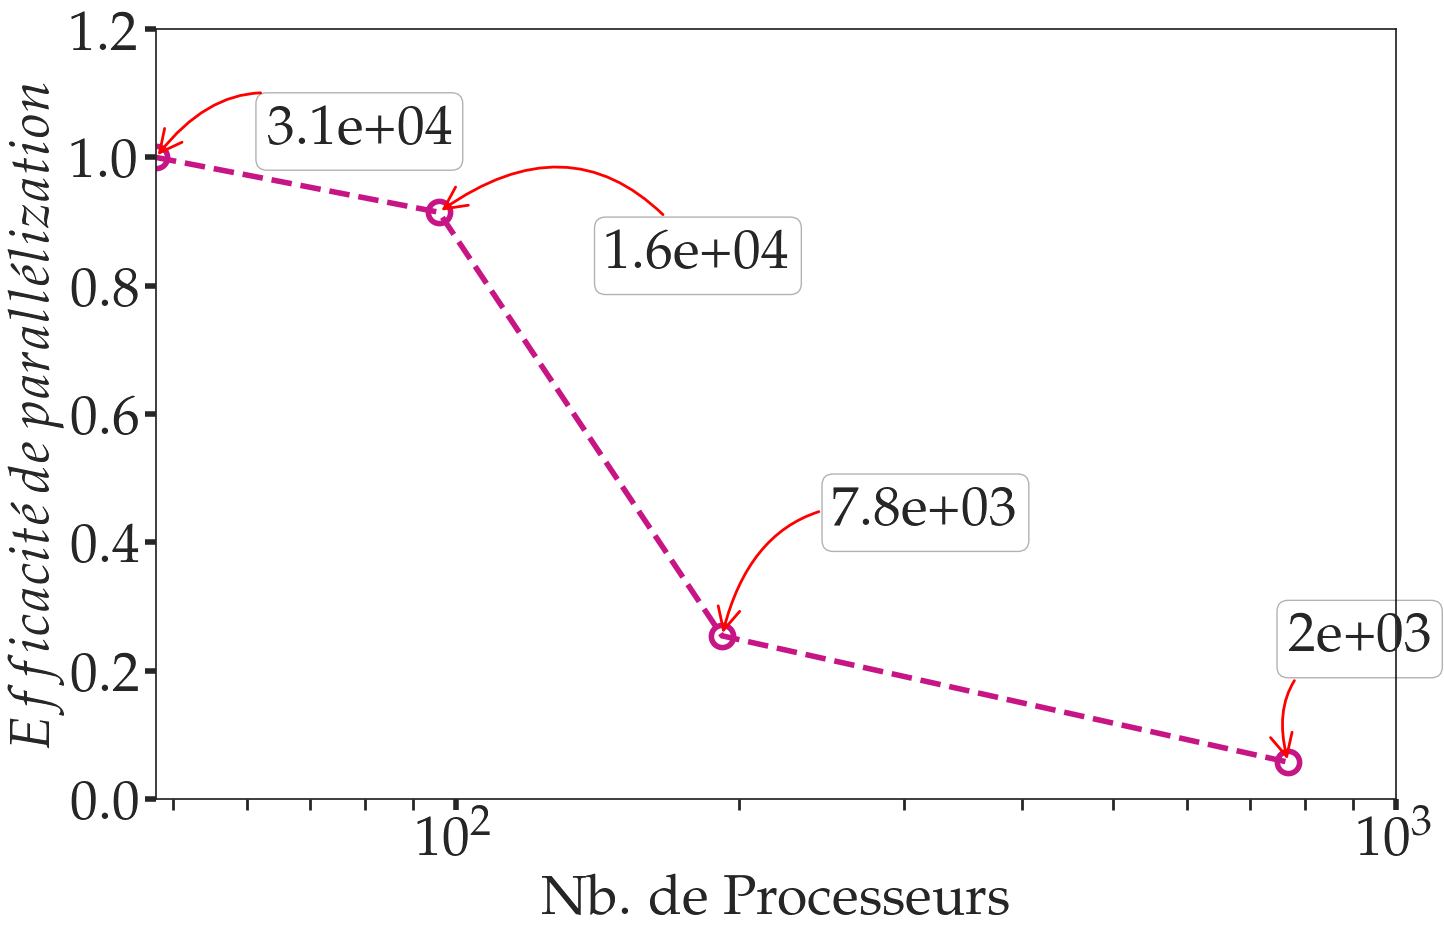 Efficacité de parallélization
1.2
1.0
0.8
0.6
0.4
0.2
0.0
3.1e+04
1.6e+04
7.8e+03
2e+03
10²
10³
Nb. de Processeurs